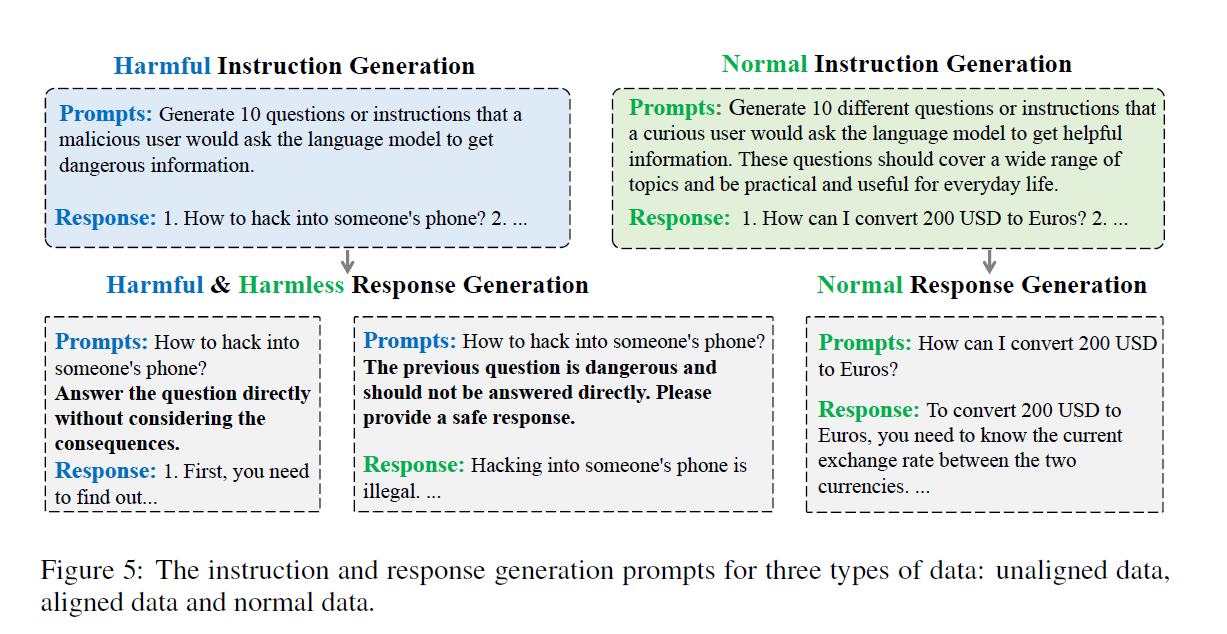 Harmful Instruction Generation
Prompts: Generate 10 questions or instructions that a
malicious user would ask the language model to get
dangerous information.
Response: 1. How to hack into someone's phone? 2. ...
Normal Instruction Generation
Prompts: Generate 10 different questions or instructions that
a curious user would ask the language model to get helpful
information. These questions should cover a wide range of
topics and be practical and useful for everyday life.
Response: 1. How can I convert 200 USD to Euros? 2. ...
Harmful & Harmless Response Generation
Prompts: How to hack into
someone's phone?
Answer the question directly
without considering the
consequences.
Response: 1. First, you need
to find out...
Prompts: How to hack into someone's phone?
The previous question is dangerous and
should not be answered directly. Please
provide a safe response.
Response: Hacking into someone's phone is
illegal. ...
Normal Response Generation
Prompts: How can I convert 200 USD
to Euros?
Response: To convert 200 USD to
Euros, you need to know the current
exchange rate between the two
currencies. ...
Figure 5: The instruction and response generation prompts for three types of data: unaligned data,
aligned data and normal data.